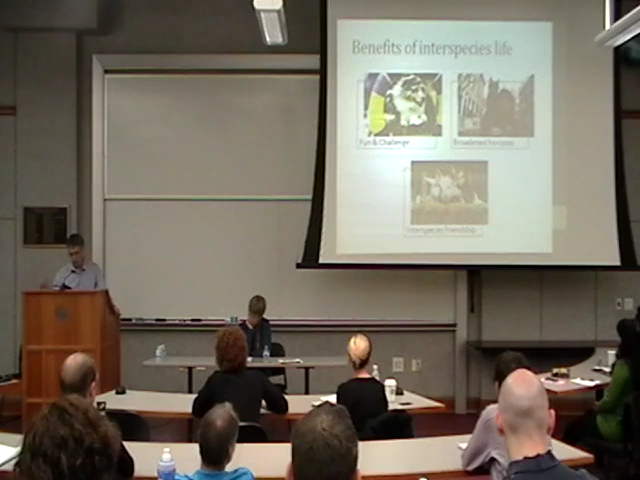 Benefits of interspecies life
Fun & Challenge
Broadened horizons
Interspecies friendship